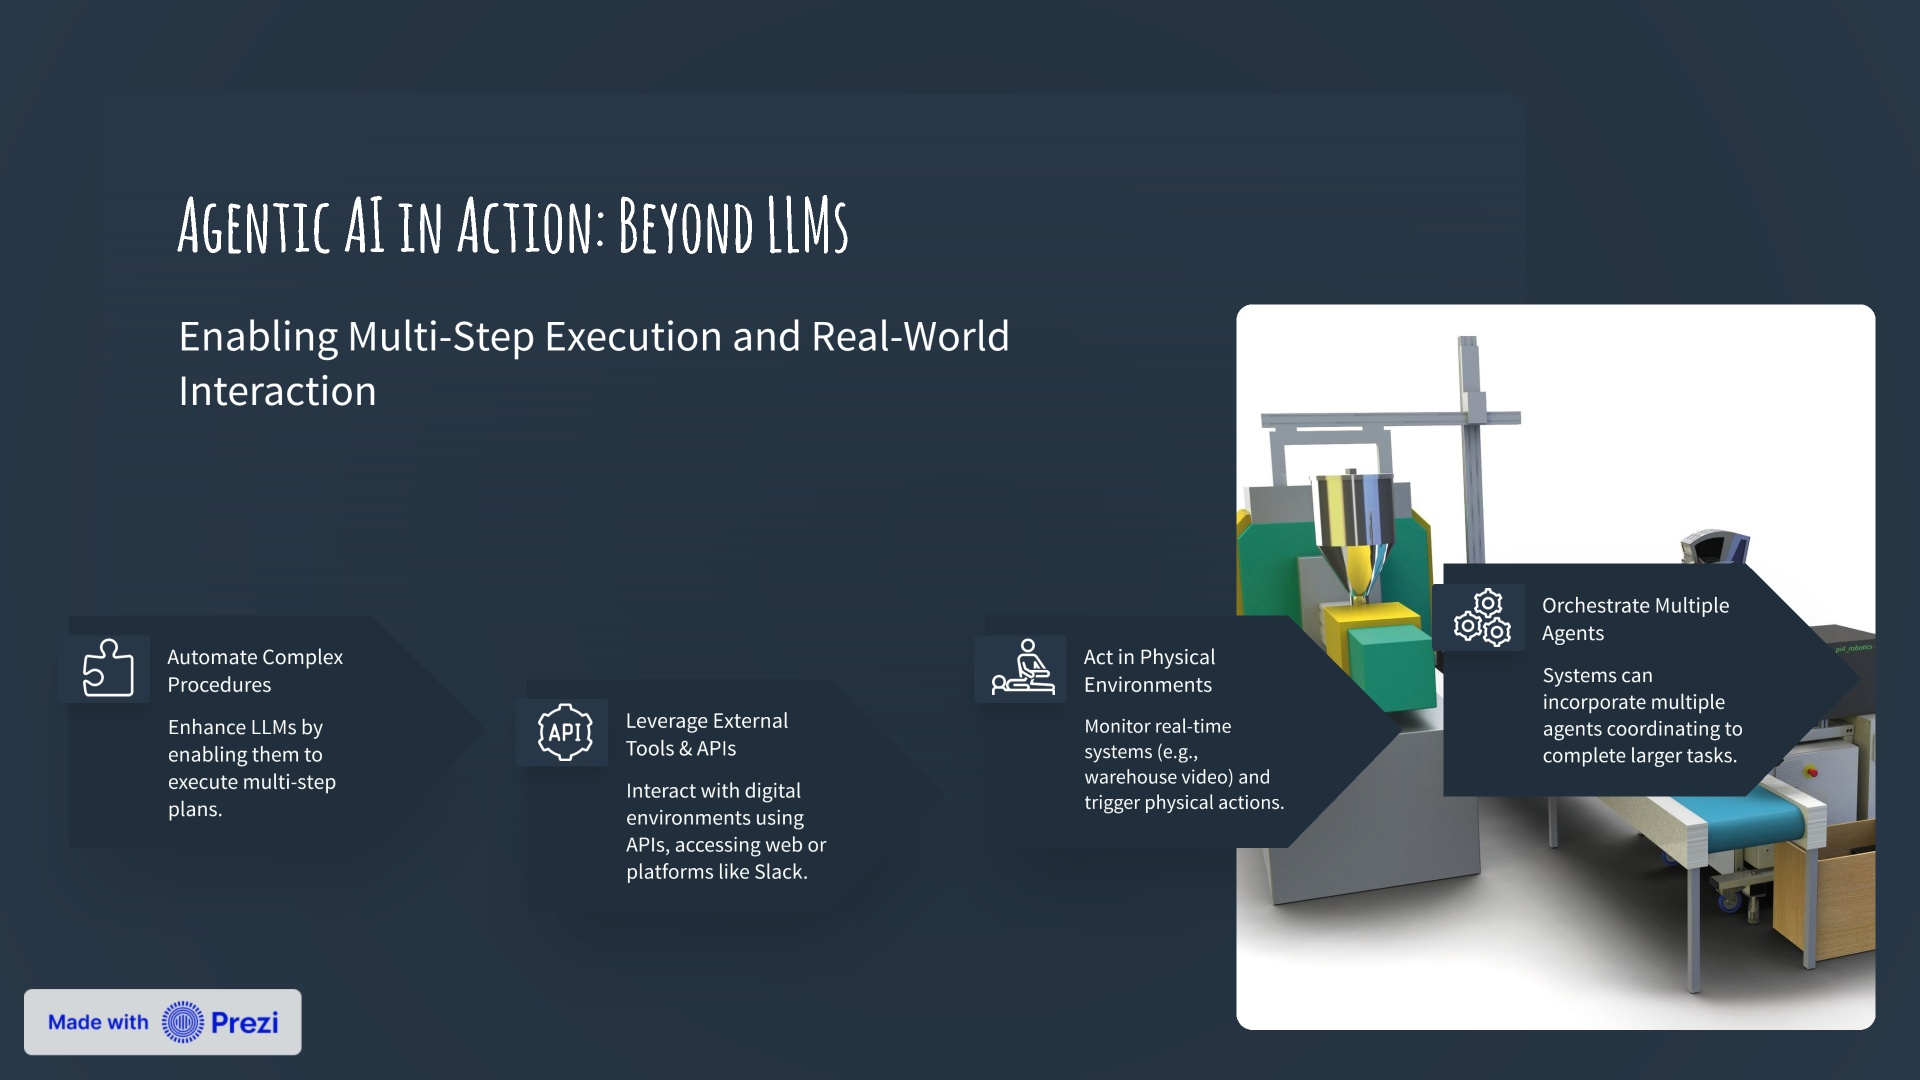 Agentic AI in Action: Beyond LLMs
Enabling Multi-Step Execution and Real-World
Interaction
Automate Complex
Procedures
Enhance LLMs by
enabling them to
execute multi-step
plans.
API
Leverage External
Tools & APIs
Interact with digital
environments using
APIs, accessing web or
platforms like Slack.
Act in Physical
Environments
Monitor real-time
systems (e.g.,
warehouse video) and
trigger physical actions.
Orchestrate Multiple
Agents
Systems can
incorporate multiple
agents coordinating to
complete larger tasks.
pi4_robotics
Made with Prezi